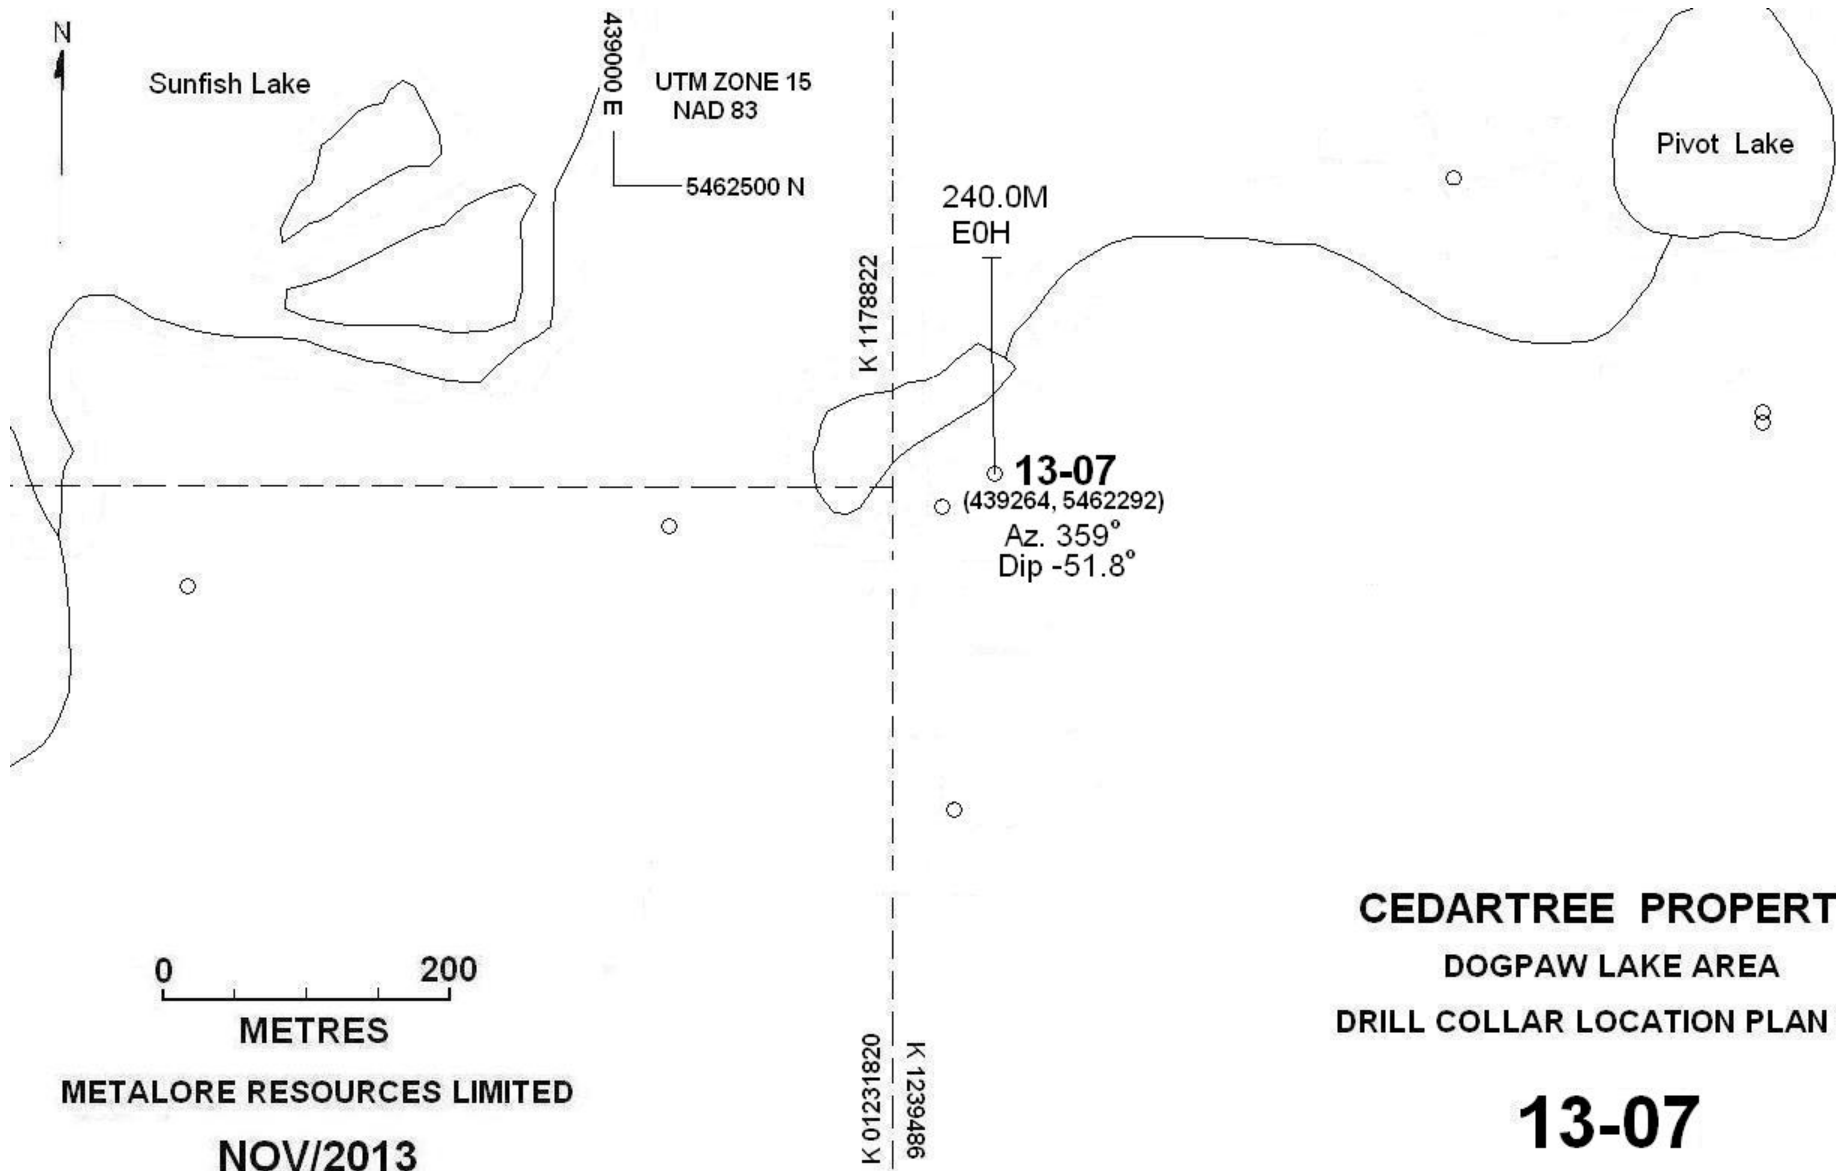 N
Sunfish Lake
439000 E
UTM ZONE 15
NAD 83
5462500 N
Pivot Lake
240.0M
E0H
K 1178822
13-07
(439264, 5462292)
Az. 359°
Dip -51.8°
CEDARTREE PROPERT
DOGPAW LAKE AREA
DRILL COLLAR LOCATION PLAN
13-07
0 200
METRES
METALORE RESOURCES LIMITED
NOV/2013
K 01231820
K 1239486